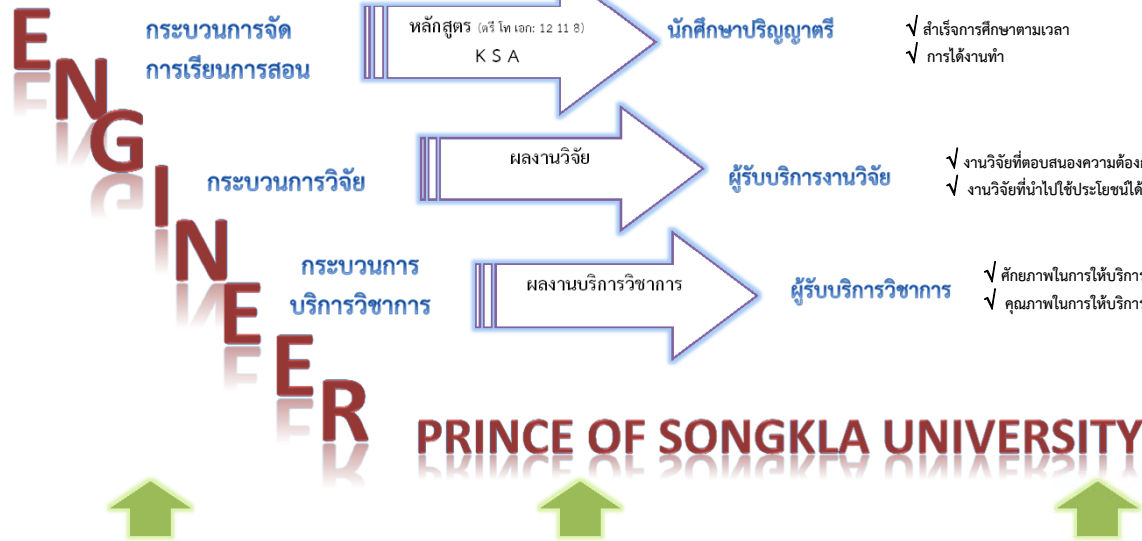 ENGINEER
กระบวนการจัด
การเรียนการสอน
หลักสูตร (ตรี โท เอก: 12 11 8)
K S A
นักศึกษาปริญญาตรี
√ สำเร็จการศึกษาตามเวลา
√ การได้งานทำ
กระบวนการวิจัย
ผลงานวิจัย
ผู้รับบริการงานวิจัย
√ งานวิจัยที่ตอบสนองความต้อง
√ งานวิจัยที่นำไปใช้ประโยชน์ได้
กระบวนการ
บริการวิชาการ
ผลงานบริการวิชาการ
ผู้รับบริการวิชาการ
√ ศักยภาพในการให้บริการ
√ คุณภาพในการให้บริการ
PRINCE OF SONGKLA UNIVERSITY